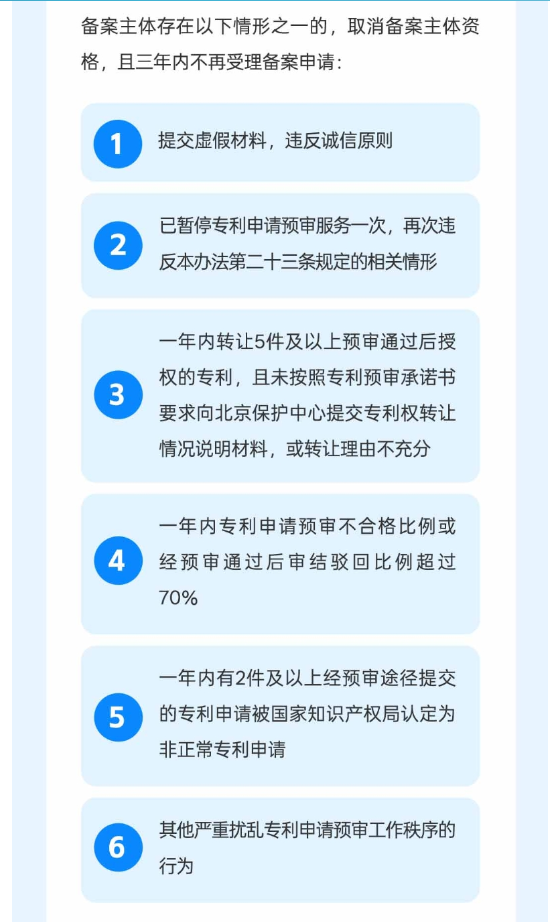 备案主体存在以下情形之一的，取消备案主体资
格，且三年内不再受理备案申请：
1
提交虚假材料，违反诚信原则
2
已暂停专利申请预审服务一次，再次违
反本办法第二十三条规定的相关情形
3
一年内转让5件及以上预审通过后授
权的专利，且未按照专利预审承诺书
要求向北京保护中心提交专利权转让
情况说明材料，或转让理由不充分
4
一年内专利申请预审不合格比例或
经预审通过后审结驳回比例超过
70%
5
一年内有2件及以上经预审途径提交
的专利申请被国家知识产权局认定为
非正常专利申请
6
其他严重扰乱专利申请预审工作秩序的
行为